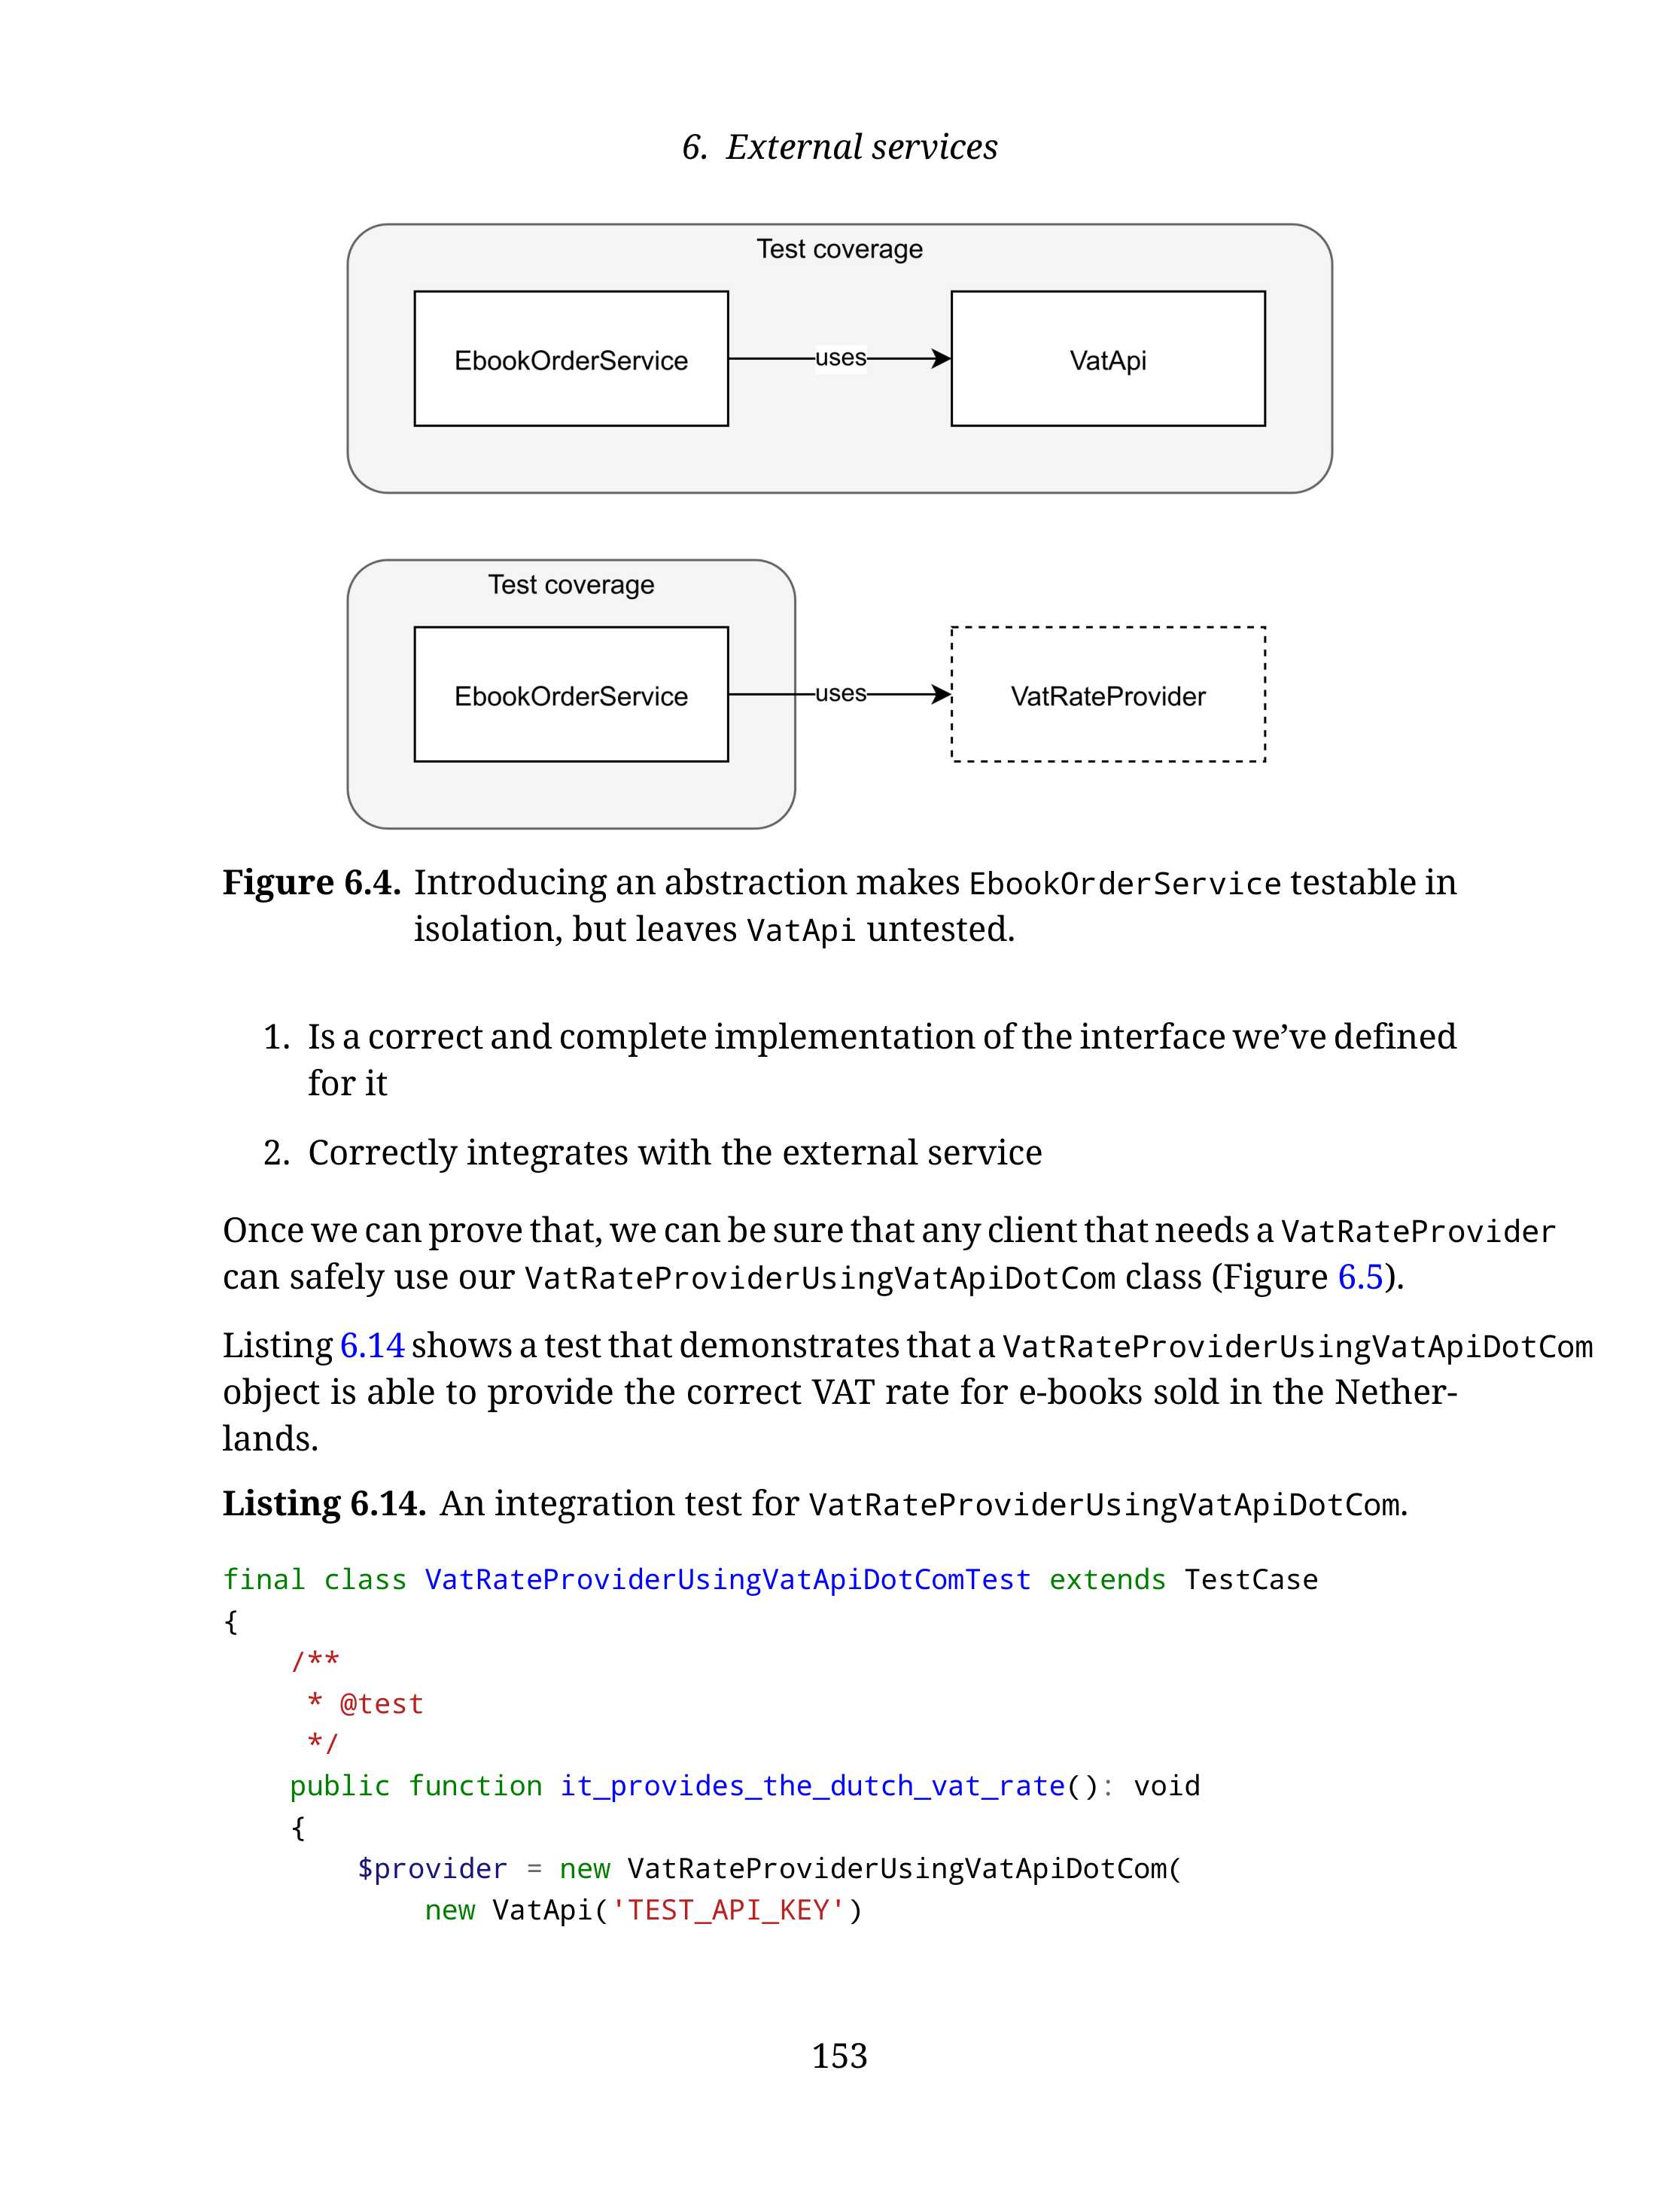 6. External services
Test coverage
EbookOrderService
uses
VatApi
Test coverage
EbookOrderService
uses
VatRateProvider
Figure 6.4. Introducing an abstraction makes EbookOrderService testable in
isolation, but leaves VatApi untested.
1. Is a correct and complete implementation of the interface we’ve defined
for it
2. Correctly integrates with the external service
Once we can prove that, we can be sure that any client that needs a VatRateProvider
can safely use our VatRateProviderUsingVatApiDotCom class (Figure 6.5).
Listing 6.14 shows a test that demonstrates that a VatRateProviderUsingVatApiDotCom
object is able to provide the correct VAT rate for e-books sold in the Nether-
lands.
Listing 6.14. An integration test for VatRateProviderUsingVatApiDotCom.
final class VatRateProviderUsingVatApiDotComTest extends TestCase
{
    /**
     * @test
     */
    public function it_provides_the_dutch_vat_rate(): void
    {
        $provider = new VatRateProviderUsingVatApiDotCom(
            new VatApi('TEST_API_KEY')
153